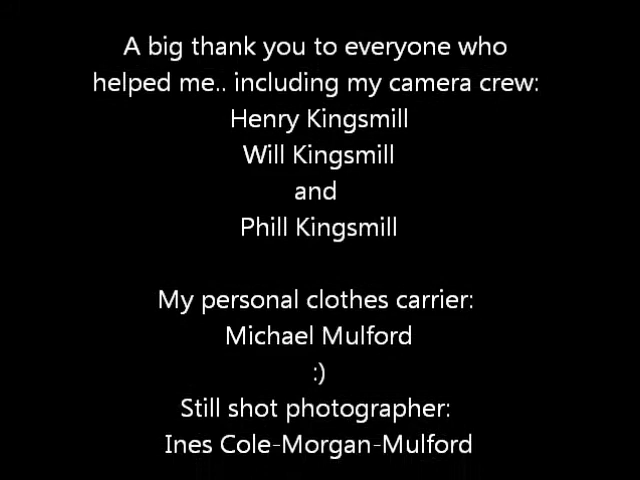 A big thank you to everyone who
helped me.. including my camera crew:
Henry Kingsmill
Will Kingsmill
and
Phill Kingsmill
My personal clothes carrier:
Michael Mulford
:)
Still shot photographer:
Ines Cole-Morgan-Mulford